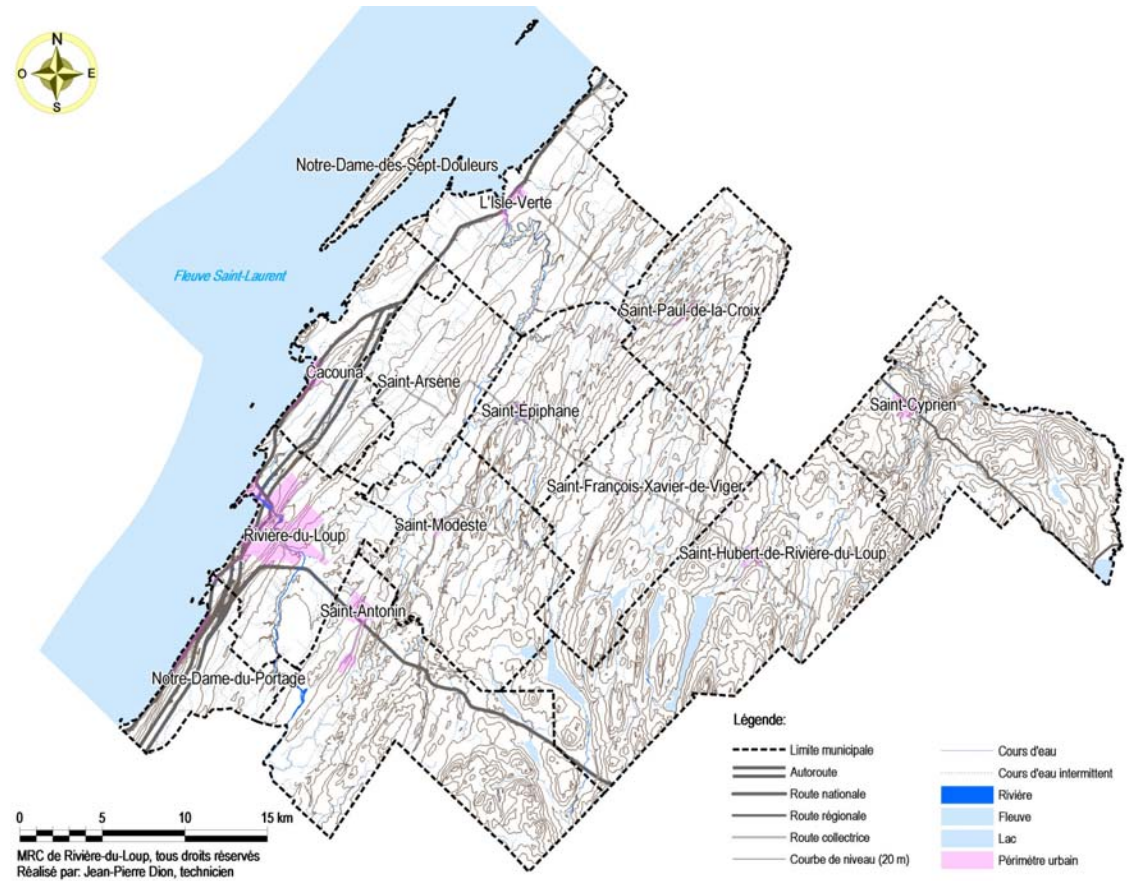 N
O E
S
Notre-Dame-des-Sept-Douleurs
L'Isle-Verte
Fleuve Saint-Laurent
Saint-Paul-de-la-Croix
Cacouna
Saint-Arsène
Saint-Épiphane
Saint-Cyprien
Saint-François-Xavier-de-Viger
Rivière-du-Loup
Saint-Modeste
Saint-Hubert-de-Rivière-du-Loup
Saint-Antonin
Notre-Dame-du-Portage
Légende:
Limite municipale
Autoroute
Route nationale
Route régionale
Route collectrice
Courbe de niveau (20 m)
Cours d'eau
Cours d'eau intermittent
Rivière
Fleuve
Lac
Périmètre urbain
0 5 10 15 km
MRC de Rivière-du-Loup, tous droits réservés
Réalisé par: Jean-Pierre Dion, technicien